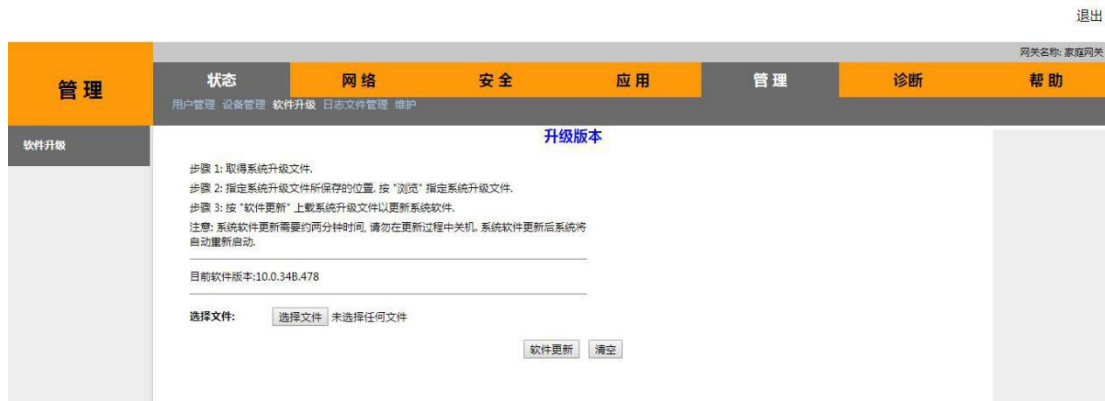 退出
网关名称: 家庭网关
管 理
状态 网 络 安 全 应 用 管 理 诊断 帮 助
用户管理 设备管理 软件升级 日志文件管理 维护
软件升级
升级版本
步骤 1: 取得系统升级文件.
步骤 2: 指定系统升级文件所保存的位置. 按 "浏览" 指定系统升级文件.
步骤 3: 按 "软件更新" 上载系统升级文件以更新系统软件.
注意: 系统软件更新需要约两分钟时间, 请勿在更新过程中关机. 系统软件更新后系统将
自动重新启动.
目前软件版本:10.0.34B.478
选择文件: 选择文件 未选择任何文件
软件更新 清空